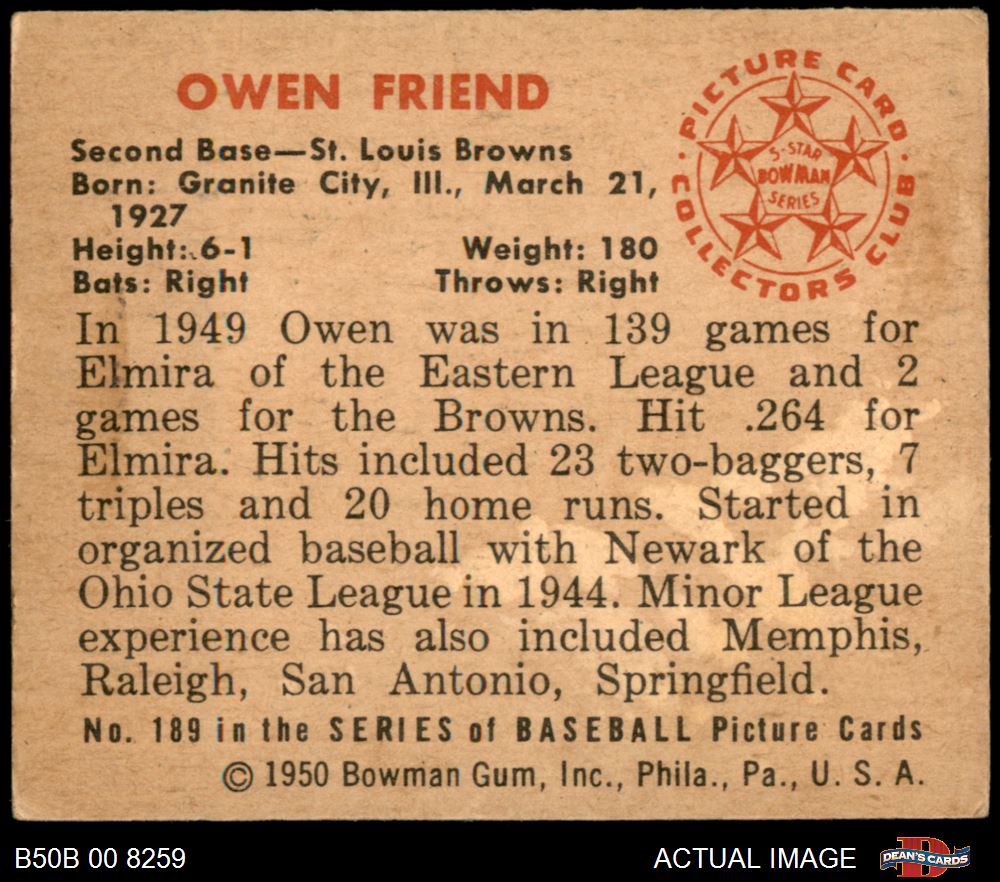 OWEN FRIEND
Second Base—St. Louis Browns
Born: Granite City, Ill., March 21,
1927
Height: 6-1 Weight: 180
Bats: Right Throws: Right
PICTURE CARD
COLLECTORS CLUB
5-STAR
BOWMAN
SERIES
In 1949 Owen was in 139 games for
Elmira of the Eastern League and 2
games for the Browns. Hit .264 for
Elmira. Hits included 23 two-baggers, 7
triples and 20 home runs. Started in
organized baseball with Newark of the
Ohio State League in 1944. Minor League
experience has also included Memphis,
Raleigh, San Antonio, Springfield.
No. 189 in the SERIES of BASEBALL Picture Cards
© 1950 Bowman Gum, Inc., Phila., Pa., U. S. A.
B50B 00 8259
ACTUAL IMAGE
DEAN'S CARDS